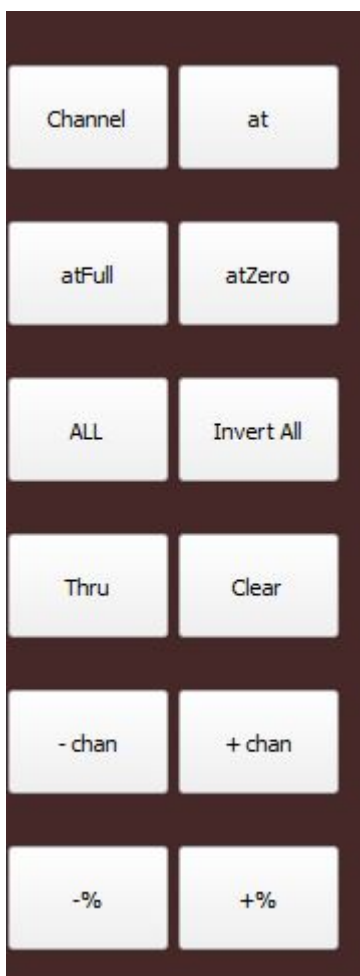 Channel
at
atFull
atZero
ALL
Invert All
Thru
Clear
- chan
+ chan
-%
+%